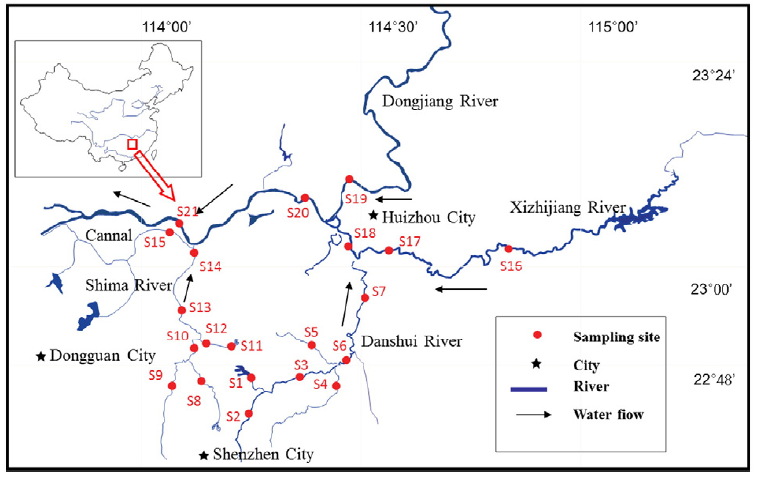 114°00'
114°30'
115°00'
23°24'
Dongjiang River
S21
S20
S19
Huizhou City
Xizhijiang River
Cannal
S15
S18
S17
S16
S14
Shima River
S7
23°00'
S13
S12
S10
S11
S5
S6
Danshui River
Dongguan City
S9
S8
S1
S3
S4
22°48'
S2
Shenzhen City
Sampling site
City
River
Water flow